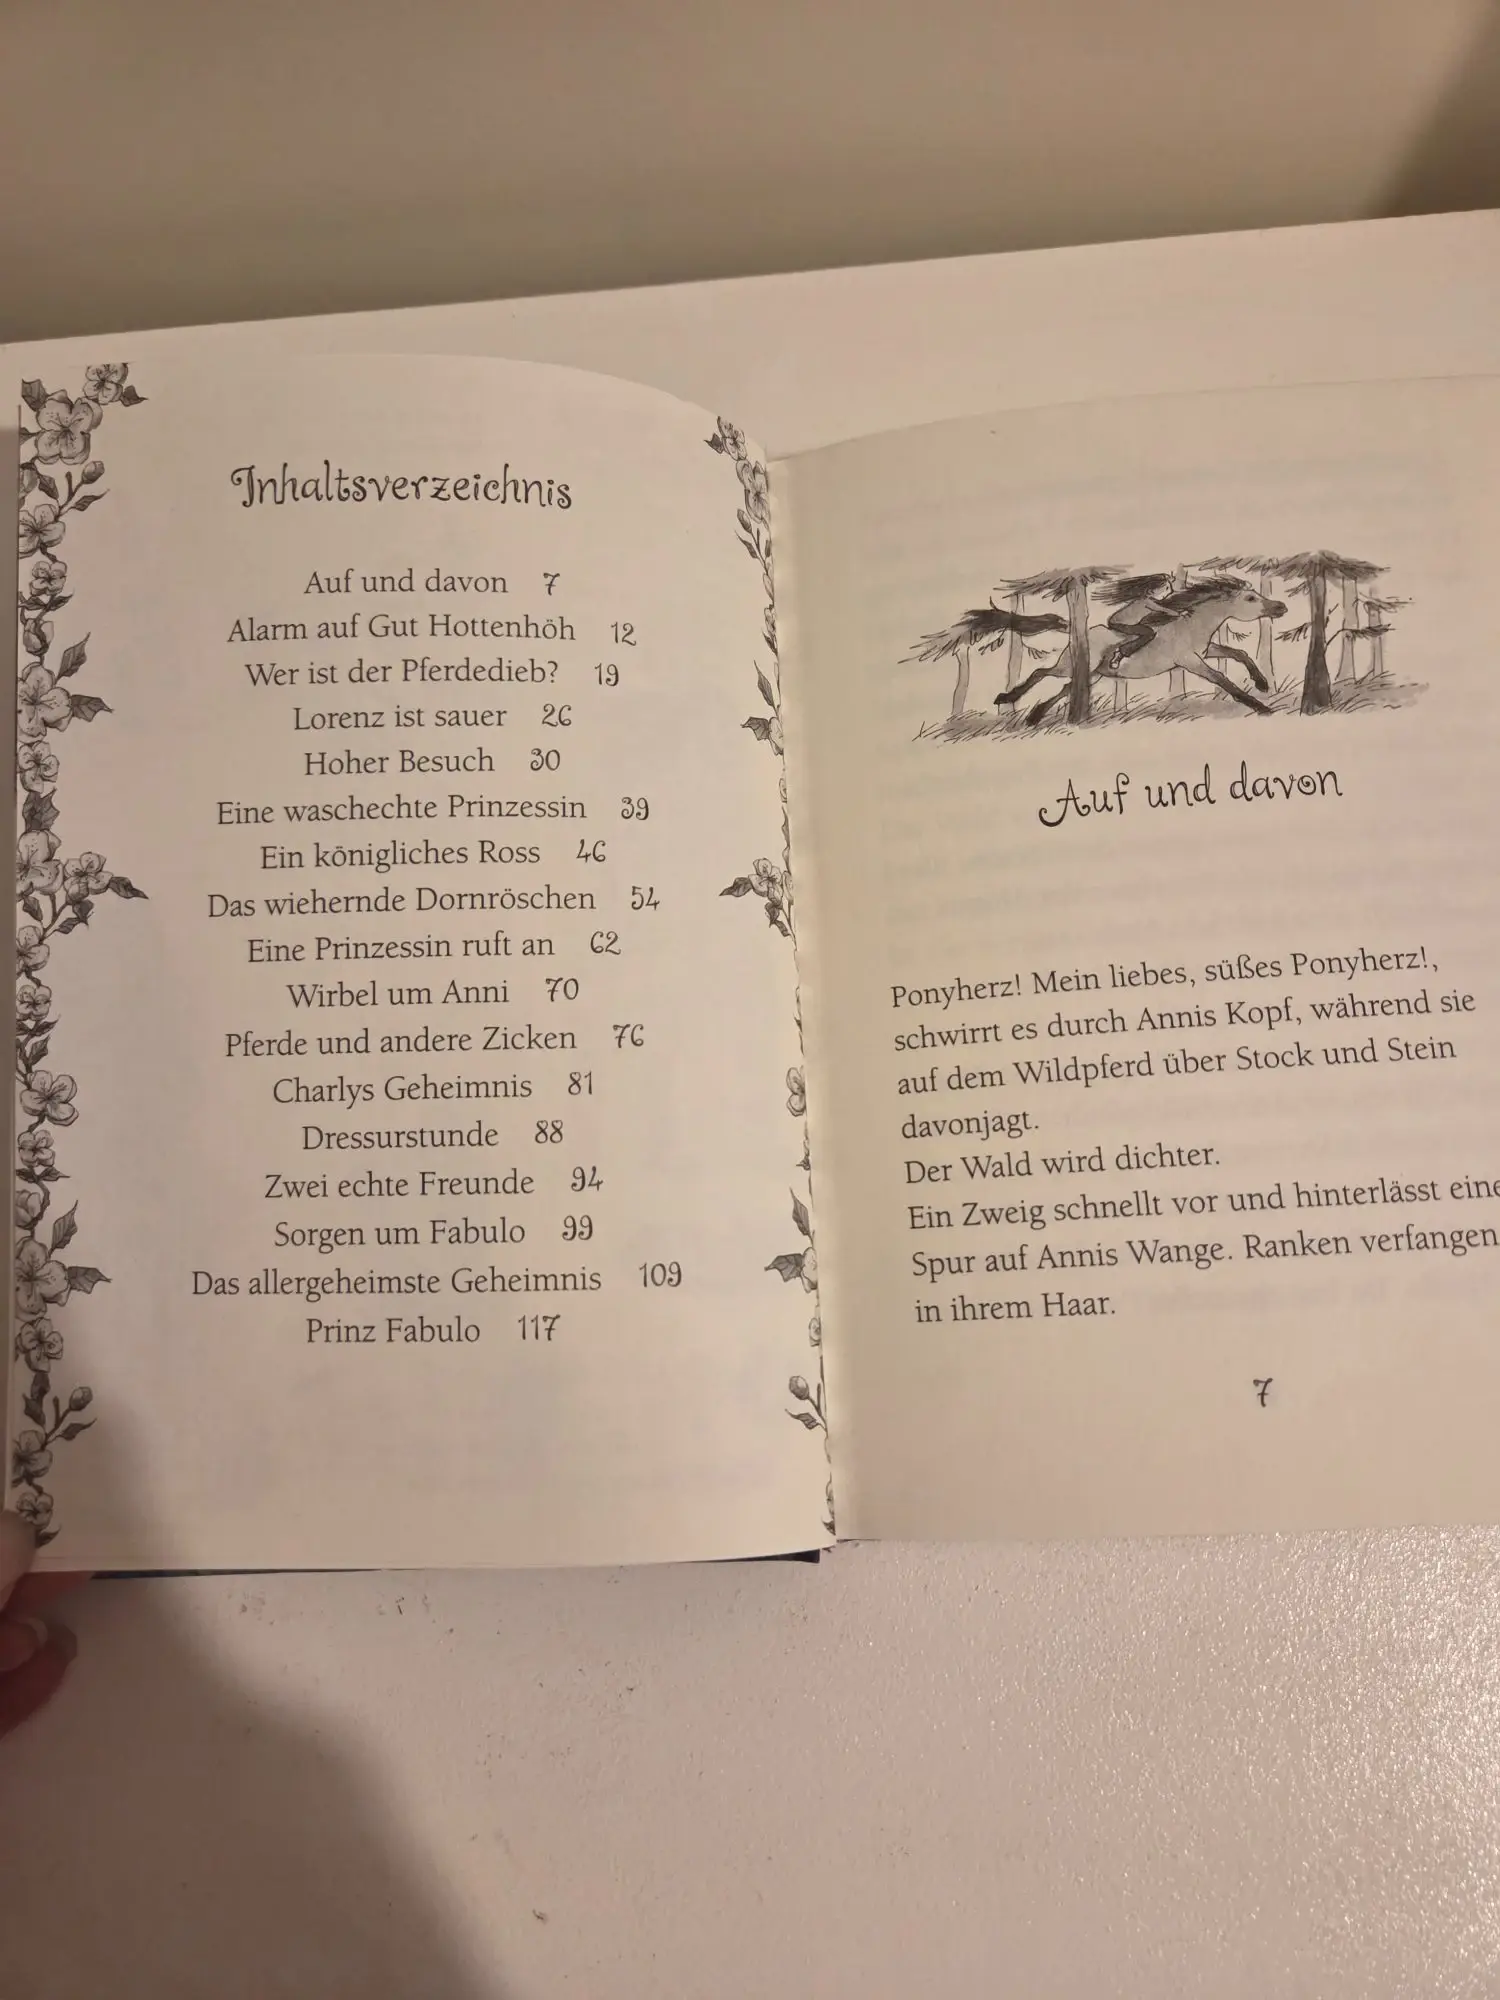 Inhaltsverzeichnis
Auf und davon 7
Alarm auf Gut Hottenhöh 12
Wer ist der Pferdedieb? 19
Lorenz ist sauer 26
Hoher Besuch 30
Eine waschechte Prinzessin 39
Ein königliches Ross 46
Das wiehernde Dornröschen 54
Eine Prinzessin ruft an 62
Wirbel um Anni 70
Pferde und andere Zicken 76
Charlys Geheimnis 81
Dressurstunde 88
Zwei echte Freunde 94
Sorgen um Fabulo 99
Das allergeheimste Geheimnis 109
Prinz Fabulo 117
Auf und davon
Ponyherz! Mein liebes, süßes Ponyherz!,
schwirrt es durch Annis Kopf, während sie
auf dem Wildpferd über Stock und Stein
davonjagt.
Der Wald wird dichter.
Ein Zweig schnellt vor und hinterlässt eine
Spur auf Annis Wange. Ranken verfangen
in ihrem Haar.
7